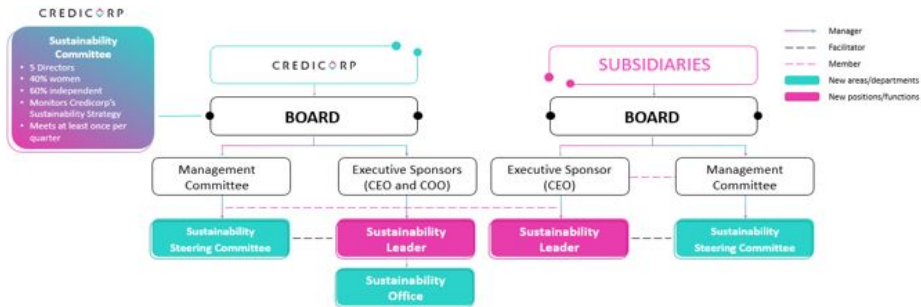 CREDICORP
Sustainability
Committee
• 5 Directors
• 40% women
• 60% independent
• Monitors Credicorp's
Sustainability Strategy
• Meets at least once per
quarter
CREDICORP
SUBSIDIARIES
BOARD
BOARD
Management
Committee
Executive Sponsors
(CEO and COO)
Executive Sponsor
(CEO)
Management
Committee
Sustainability
Steering Committee
Sustainability
Leader
Sustainability
Leader
Sustainability
Steering Committee
Sustainability
Office
Manager
Facilitator
Member
New areas/departments
New positions/functions